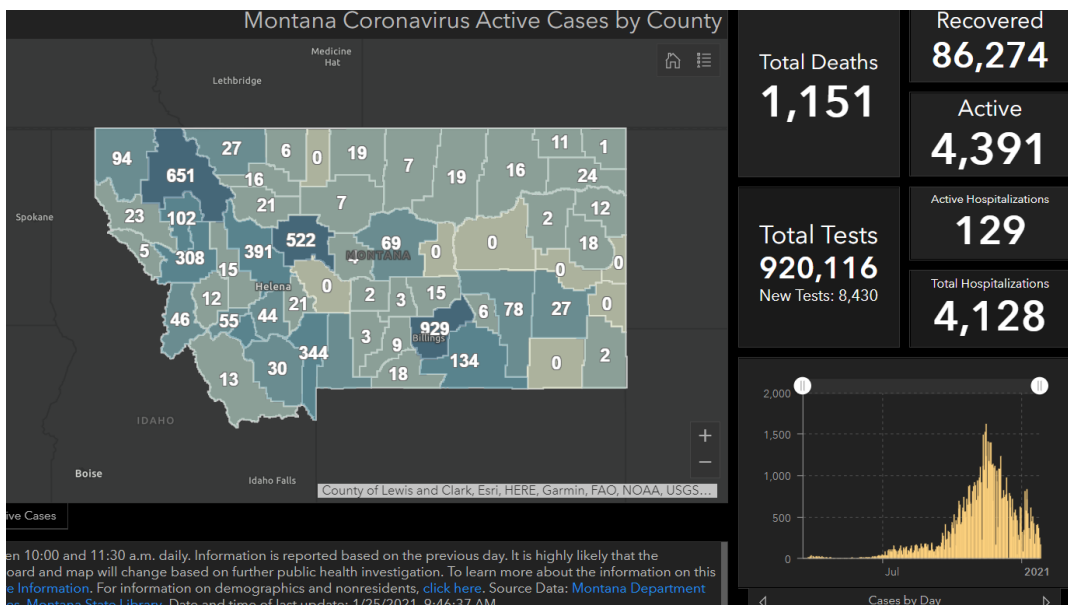 Montana Coronavirus Active Cases by County
Medicine
Hat
Lethbridge
Spokane
Helena
MONTANA
Billings
IDAHO
Boise
Idaho Falls
94
651
27
6
0
19
7
19
16
11
1
24
16
21
7
23
102
5
308
391
522
4
69
0
0
2
12
18
0
0
15
12
21
0
2
3
15
6
78
27
0
46
55
44
344
3
9
929
134
0
2
13
30
18
+
−
County of Lewis and Clark, Esri, HERE, Garmin, FAO, NOAA, USGS…
ive Cases
en 10:00 and 11:30 a.m. daily. Information is reported based on the previous day. It is highly likely that the
oard and map will change based on further public health investigation. To learn more about the information on this
e Information. For information on demographics and nonresidents, click here. Source Data: Montana Department
gs, Montana State Library. Date and time of last update: 1/25/2021, 9:46:37 AM
Total Deaths
1,151
Recovered
86,274
Active
4,391
Total Tests
920,116
New Tests: 8,430
Active Hospitalizations
129
Total Hospitalizations
4,128
2,000
1,500
1,000
500
0
Jul
2021
Cases by Day